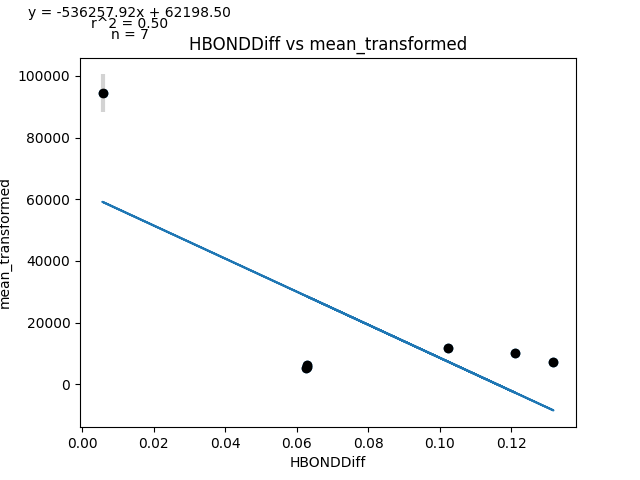 y = -536257.92x + 62198.50
r^2 = 0.50
n = 7
HBONDDiff vs mean_transformed
100000
80000
60000
40000
20000
0
mean_transformed
0.00 0.02 0.04 0.06 0.08 0.10 0.12
HBONDDiff